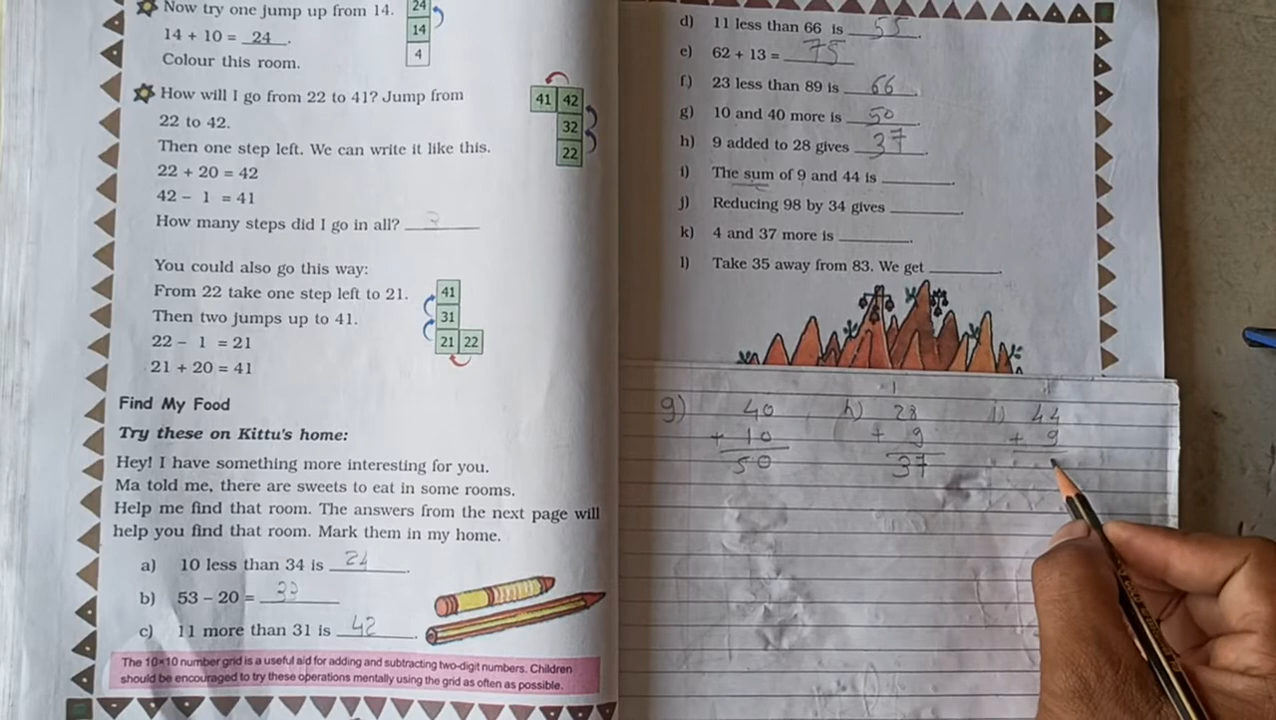 Now try one jump up from 14.
14 + 10 = 24.
Colour this room.
24
14
4
How will I go from 22 to 41? Jump from
22 to 42.
Then one step left. We can write it like this.
22 + 20 = 42
42 – 1 = 41
How many steps did I go in all? 3
41 42
32
22
You could also go this way:
From 22 take one step left to 21.
Then two jumps up to 41.
22 – 1 = 21
21 + 20 = 41
41
31
21 22
Find My Food
Try these on Kittu's home:
Hey! I have something more interesting for you.
Ma told me, there are sweets to eat in some rooms.
Help me find that room. The answers from the next page will
help you find that room. Mark them in my home.
a) 10 less than 34 is 24.
b) 53 – 20 = 33
c) 11 more than 31 is 42.
The 10×10 number grid is a useful aid for adding and subtracting two-digit numbers. Children
should be encouraged to try these operations mentally using the grid as often as possible.
d) 11 less than 66 is 55.
e) 62 + 13 = 75
f) 23 less than 89 is 66.
g) 10 and 40 more is 50.
h) 9 added to 28 gives 37.
i) The sum of 9 and 44 is ______.
j) Reducing 98 by 34 gives ______.
k) 4 and 37 more is ______.
l) Take 35 away from 83. We get ______.
1 1
g) 40 h) 28 i) 44
+ 10 + 9 + 9
50 37